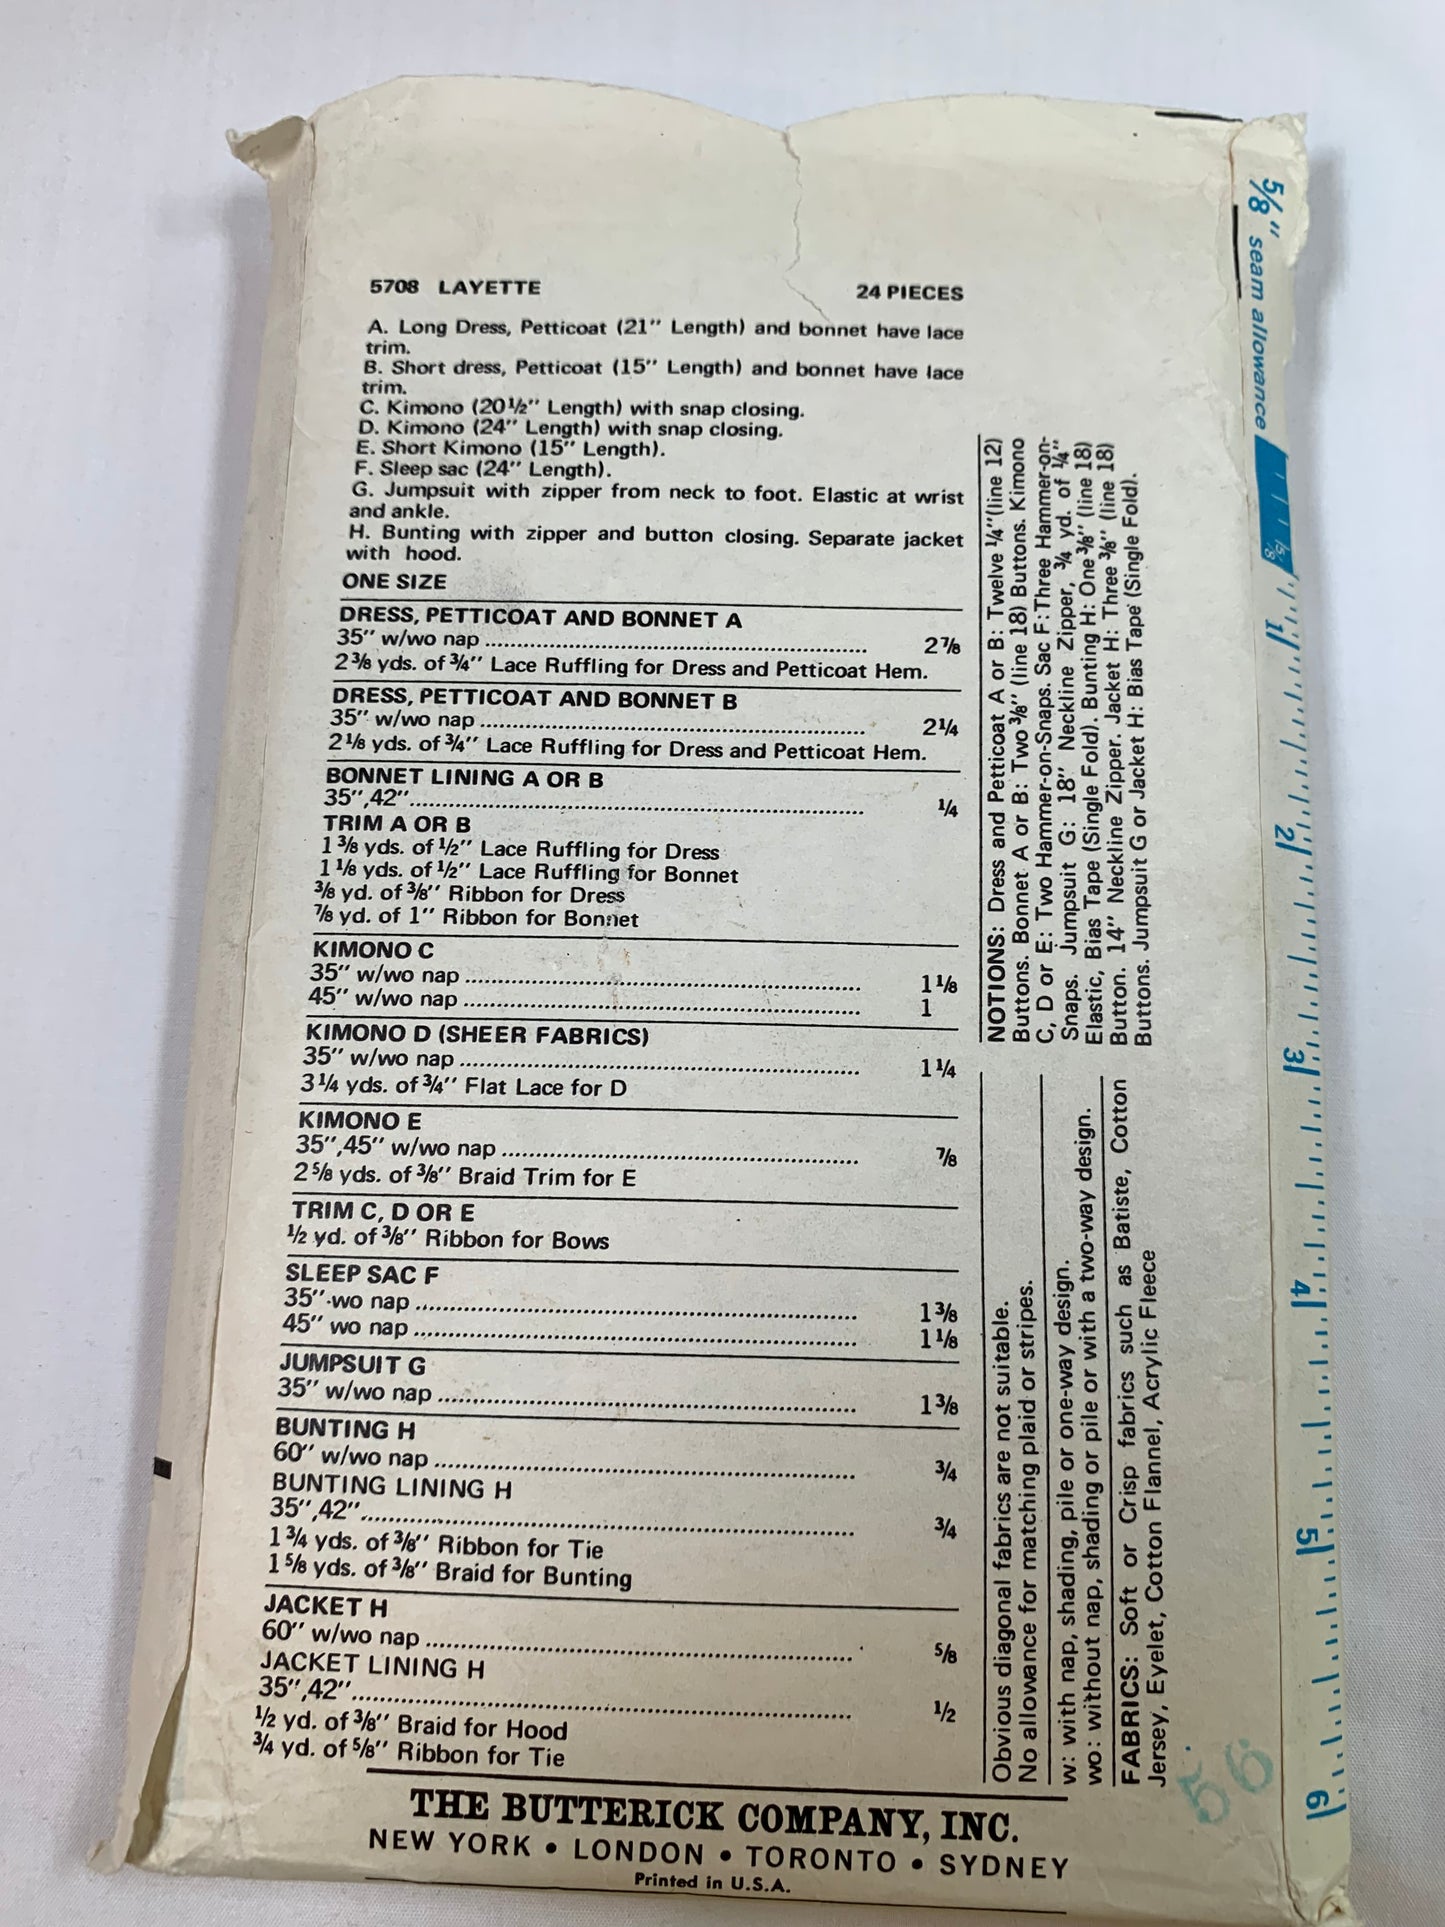 5708 LAYETTE 24 PIECES
A. Long Dress, Petticoat (21" Length) and bonnet have lace
trim.
B. Short dress, Petticoat (15" Length) and bonnet have lace
trim.
C. Kimono (20½" Length) with snap closing.
D. Kimono (24" Length) with snap closing.
E. Short Kimono (15" Length).
F. Sleep sac (24" Length).
G. Jumpsuit with zipper from neck to foot. Elastic at wrist
and ankle.
H. Bunting with zipper and button closing. Separate jacket
with hood.
ONE SIZE
DRESS, PETTICOAT AND BONNET A
35" w/wo nap ........ 2⅞
2⅜ yds. of ¾" Lace Ruffling for Dress and Petticoat Hem.
DRESS, PETTICOAT AND BONNET B
35" w/wo nap ........ 2¼
2⅛ yds. of ¾" Lace Ruffling for Dress and Petticoat Hem.
BONNET LINING A OR B
35",42" ........ ¼
TRIM A OR B
1⅜ yds. of ½" Lace Ruffling for Dress
1⅛ yds. of ½" Lace Ruffling for Bonnet
⅜ yd. of ⅜" Ribbon for Dress
⅞ yd. of 1" Ribbon for Bonnet
KIMONO C
35" w/wo nap ........ 1⅛
45" w/wo nap ........ 1
KIMONO D (SHEER FABRICS)
35" w/wo nap ........ 1¼
3¼ yds. of ¾" Flat Lace for D
KIMONO E
35",45" w/wo nap ........ ⅞
2⅝ yds. of ⅜" Braid Trim for E
TRIM C, D OR E
½ yd. of ⅜" Ribbon for Bows
SLEEP SAC F
35" wo nap ........ 1⅜
45" wo nap ........ 1⅛
JUMPSUIT G
35" w/wo nap ........ 1⅜
BUNTING H
60" w/wo nap ........ ¾
BUNTING LINING H
35",42" ........ ¾
1¾ yds. of ⅜" Ribbon for Tie
1⅝ yds. of ⅜" Braid for Bunting
JACKET H
60" w/wo nap ........ ⅝
JACKET LINING H
35",42" ........ ½
½ yd. of ⅜" Braid for Hood
¾ yd. of ⅝" Ribbon for Tie
NOTIONS: Dress and Petticoat A or B: Twelve ¼"(line 12)
Buttons. Bonnet A or B: Two ⅜" (line 18) Buttons. Kimono
C, D or E: Two Hammer-on-Snaps. Sac F: Three Hammer-on-
Snaps. Jumpsuit G: 18" Neckline Zipper, ¾ yd. of ¼"
Elastic, Bias Tape (Single Fold). Bunting H: One ⅜" (line 18)
Button. 14" Neckline Zipper. Jacket H: Three ⅜" (line 18)
Buttons. Jumpsuit G or Jacket H: Bias Tape (Single Fold).
Obvious diagonal fabrics are not suitable.
No allowance for matching plaid or stripes.
w: with nap, shading, pile or one-way design.
wo: without nap, shading or pile or with a two-way design.
FABRICS: Soft or Crisp fabrics such as Batiste, Cotton
Jersey, Eyelet, Cotton Flannel, Acrylic Fleece
THE BUTTERICK COMPANY, INC.
NEW YORK • LONDON • TORONTO • SYDNEY
Printed in U.S.A.
56
⅝" seam allowance
⅝
1
2
3
4
5
6